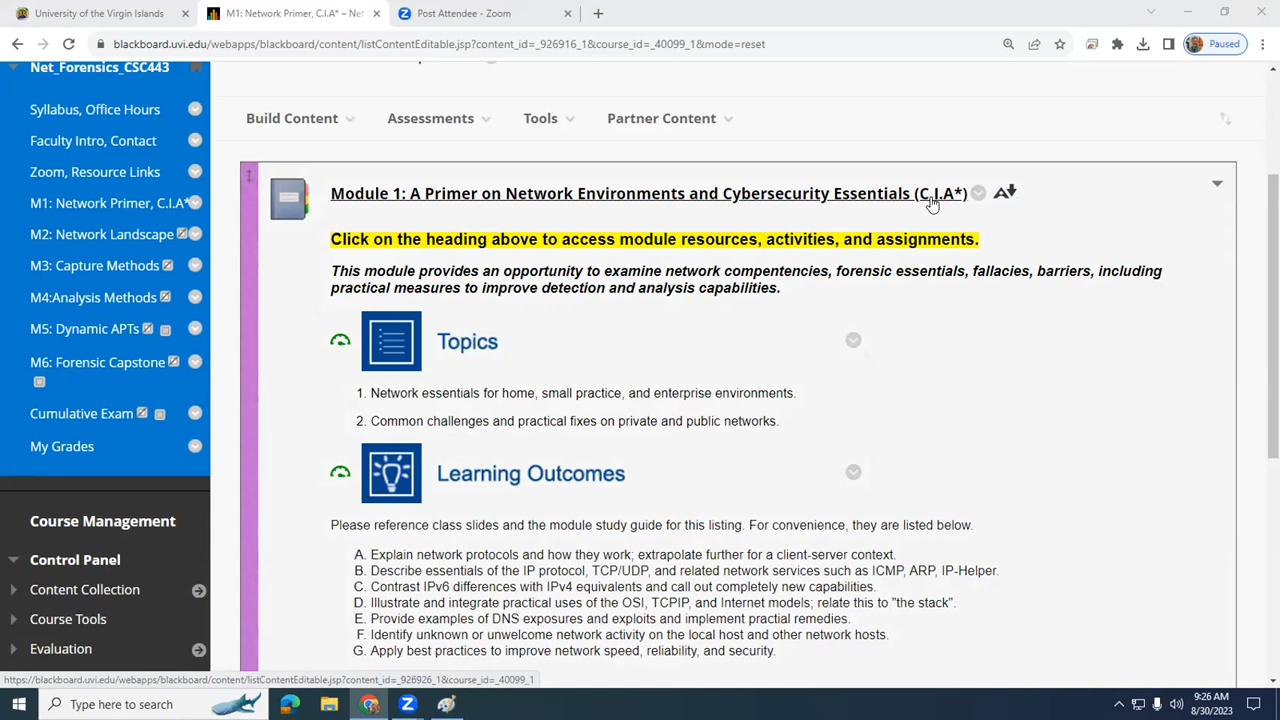 University of the Virgin Islands
M1: Network Primer, C.I.A* – Net
Post Attendee - Zoom
blackboard.uvi.edu/webapps/blackboard/content/listContentEditable.jsp?content_id=_926916_1&course_id=_40099_1&mode=reset
Paused
Net_Forensics_CSC443
Syllabus, Office Hours
Faculty Intro, Contact
Zoom, Resource Links
M1: Network Primer, C.I.A*
M2: Network Landscape
M3: Capture Methods
M4:Analysis Methods
M5: Dynamic APTs
M6: Forensic Capstone
Cumulative Exam
My Grades
Course Management
Control Panel
Content Collection
Course Tools
Evaluation
Build Content
Assessments
Tools
Partner Content
Module 1: A Primer on Network Environments and Cybersecurity Essentials (C.I.A*)
Click on the heading above to access module resources, activities, and assignments.
This module provides an opportunity to examine network compentencies, forensic essentials, fallacies, barriers, including
practical measures to improve detection and analysis capabilities.
Topics
1. Network essentials for home, small practice, and enterprise environments.
2. Common challenges and practical fixes on private and public networks.
Learning Outcomes
Please reference class slides and the module study guide for this listing. For convenience, they are listed below.
A. Explain network protocols and how they work; extrapolate further for a client-server context.
B. Describe essentials of the IP protocol, TCP/UDP, and related network services such as ICMP, ARP, IP-Helper.
C. Contrast IPv6 differences with IPv4 equivalents and call out completely new capabilities.
D. Illustrate and integrate practical uses of the OSI, TCPIP, and Internet models; relate this to "the stack".
E. Provide examples of DNS exposures and exploits and implement practial remedies.
F. Identify unknown or unwelcome network activity on the local host and other network hosts.
G. Apply best practices to improve network speed, reliability, and security.
https://blackboard.uvi.edu/webapps/blackboard/content/listContentEditable.jsp?content_id=_926926_1&course_id=_40099_1
Type here to search
9:26 AM
8/30/2023